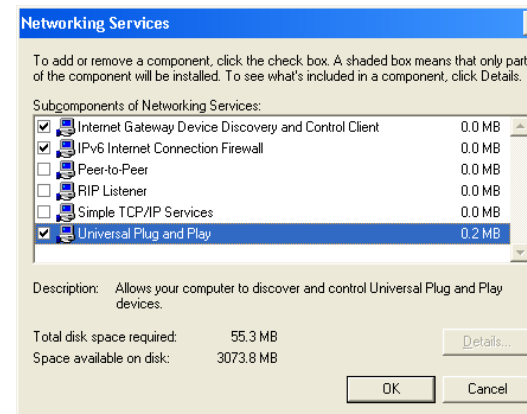 Networking Services
To add or remove a component, click the check box. A shaded box means that only part
of the component will be installed. To see what's included in a component, click Details.
Subcomponents of Networking Services:
Internet Gateway Device Discovery and Control Client 0.0 MB
IPv6 Internet Connection Firewall 0.0 MB
Peer-to-Peer 0.0 MB
RIP Listener 0.0 MB
Simple TCP/IP Services 0.0 MB
Universal Plug and Play 0.2 MB
Description: Allows your computer to discover and control Universal Plug and Play
devices.
Total disk space required: 55.3 MB
Details...
Space available on disk: 3073.8 MB
OK Cancel